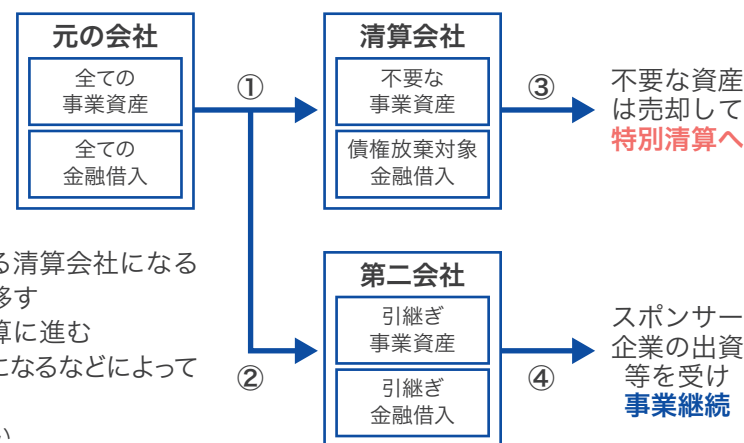 元の会社
全ての
事業資産
全ての
金融借入
①
清算会社
不要な
事業資産
債権放棄対象
金融借入
③
不要な資産
は売却して
特別清算へ
る清算会社になる
移す
算に進む
になるなどによって
②
第二会社
引継ぎ
事業資産
引継ぎ
金融借入
④
スポンサー
企業の出資
等を受け
事業継続